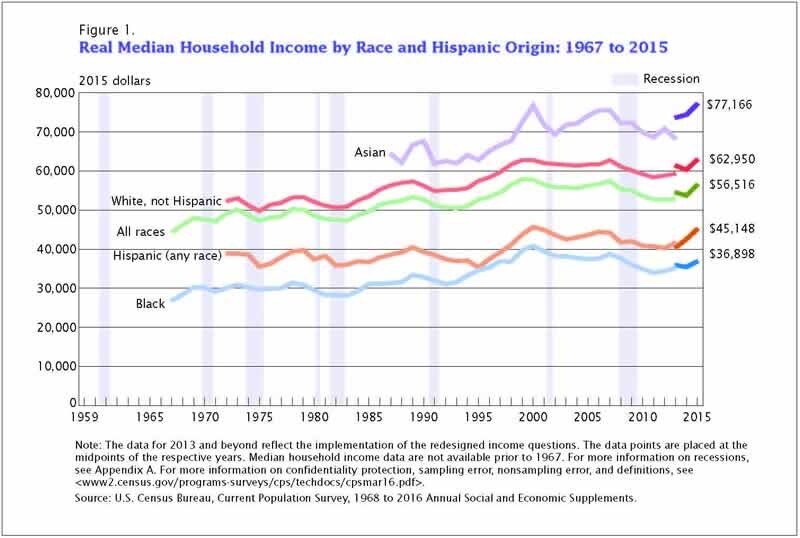 Figure 1.
Real Median Household Income by Race and Hispanic Origin: 1967 to 2015
2015 dollars
Recession
80,000
$77,166
70,000
Asian
$62,950
60,000
White, not Hispanic
$56,516
50,000
All races
$45,148
Hispanic (any race)
40,000
$36,898
30,000
Black
20,000
10,000
0
1959 1965 1970 1975 1980 1985 1990 1995 2000 2005 2010 2015
Note: The data for 2013 and beyond reflect the implementation of the redesigned income questions. The data points are placed at the
midpoints of the respective years. Median household income data are not available prior to 1967. For more information on recessions,
see Appendix A. For more information on confidentiality protection, sampling error, nonsampling error, and definitions, see
<www2.census.gov/programs-surveys/cps/techdocs/cpsmar16.pdf>.
Source: U.S. Census Bureau, Current Population Survey, 1968 to 2016 Annual Social and Economic Supplements.